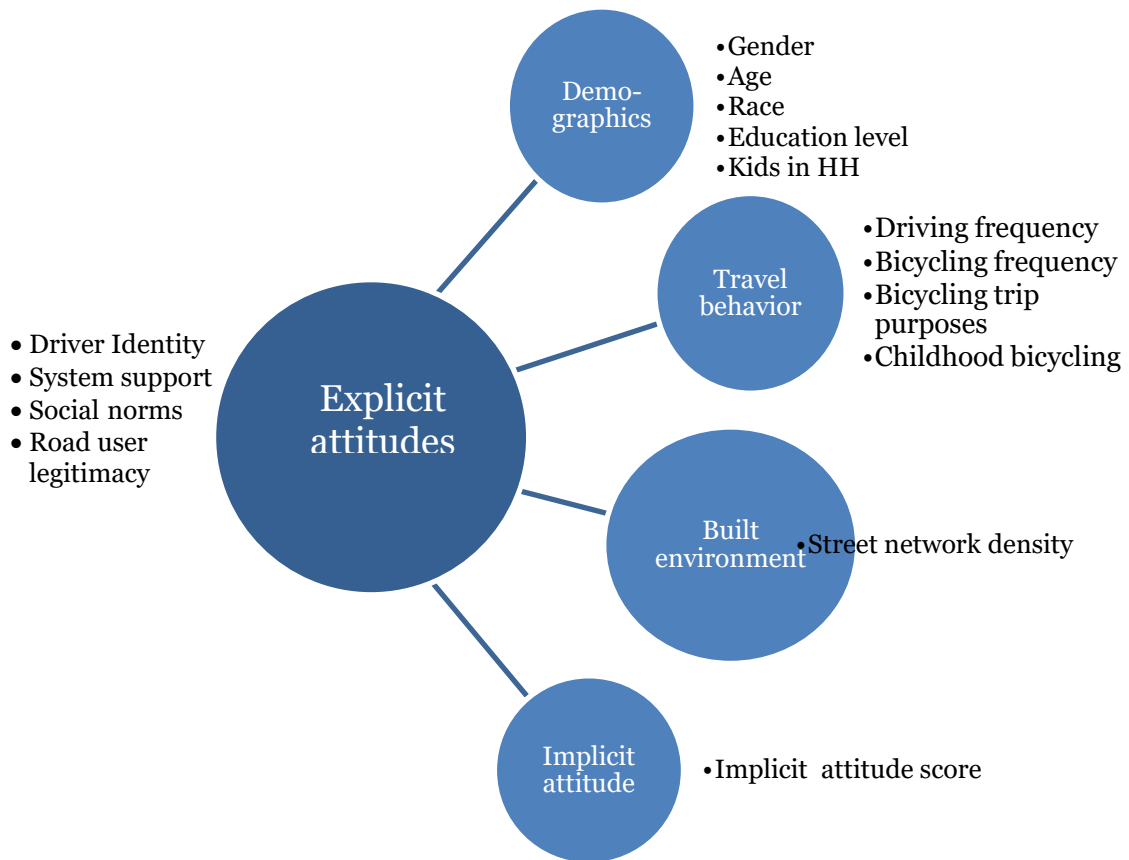 Demo-
graphics
•Gender
•Age
•Race
•Education level
•Kids in HH
Travel
behavior
•Driving frequency
•Bicycling frequency
•Bicycling trip
purposes
•Childhood bicycling
• Driver Identity
• System support
• Social norms
• Road user
legitimacy
Explicit
attitudes
Built
environment
•Street network density
Implicit
attitude
•Implicit attitude score